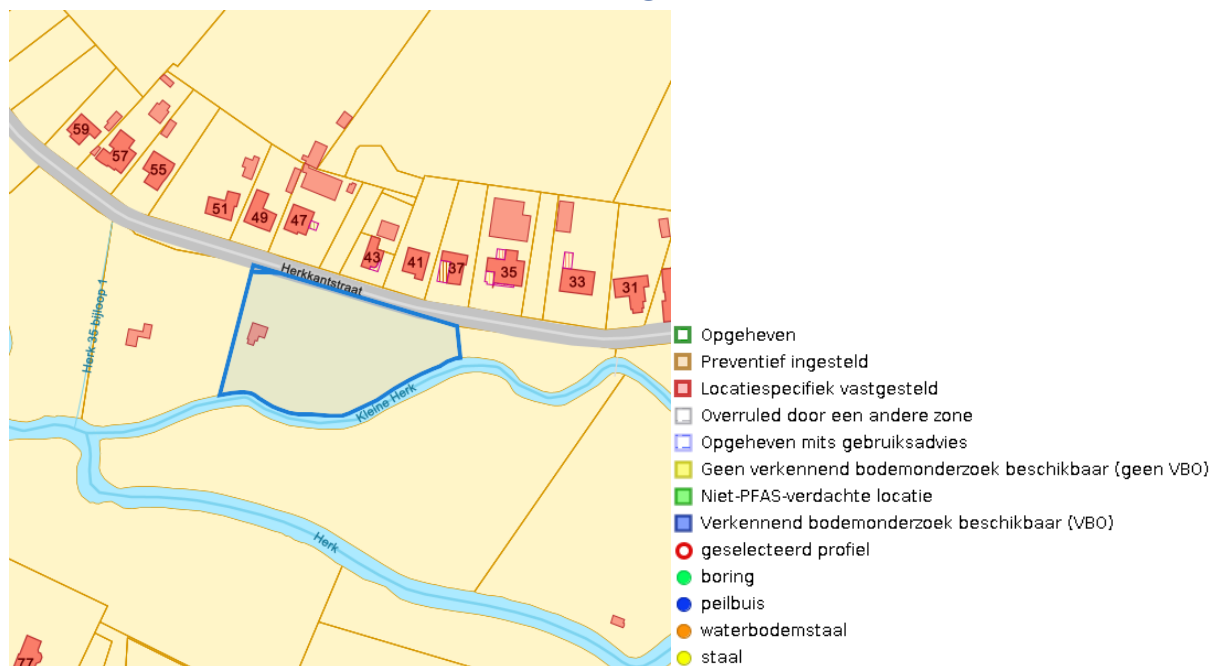 59
57
55
51
49
47
43
41
37
35
33
31
Herkkantstraat
Herk 35 bijloop 1
Kleine Herk
Herk
77
Opgeheven
Preventief ingesteld
Locatiespecifiek vastgesteld
Overruled door een andere zone
Opgeheven mits gebruiksadvies
Geen verkennend bodemonderzoek beschikbaar (geen VBO)
Niet-PFAS-verdachte locatie
Verkennend bodemonderzoek beschikbaar (VBO)
geselecteerd profiel
boring
peilbuis
waterbodemstaal
staal